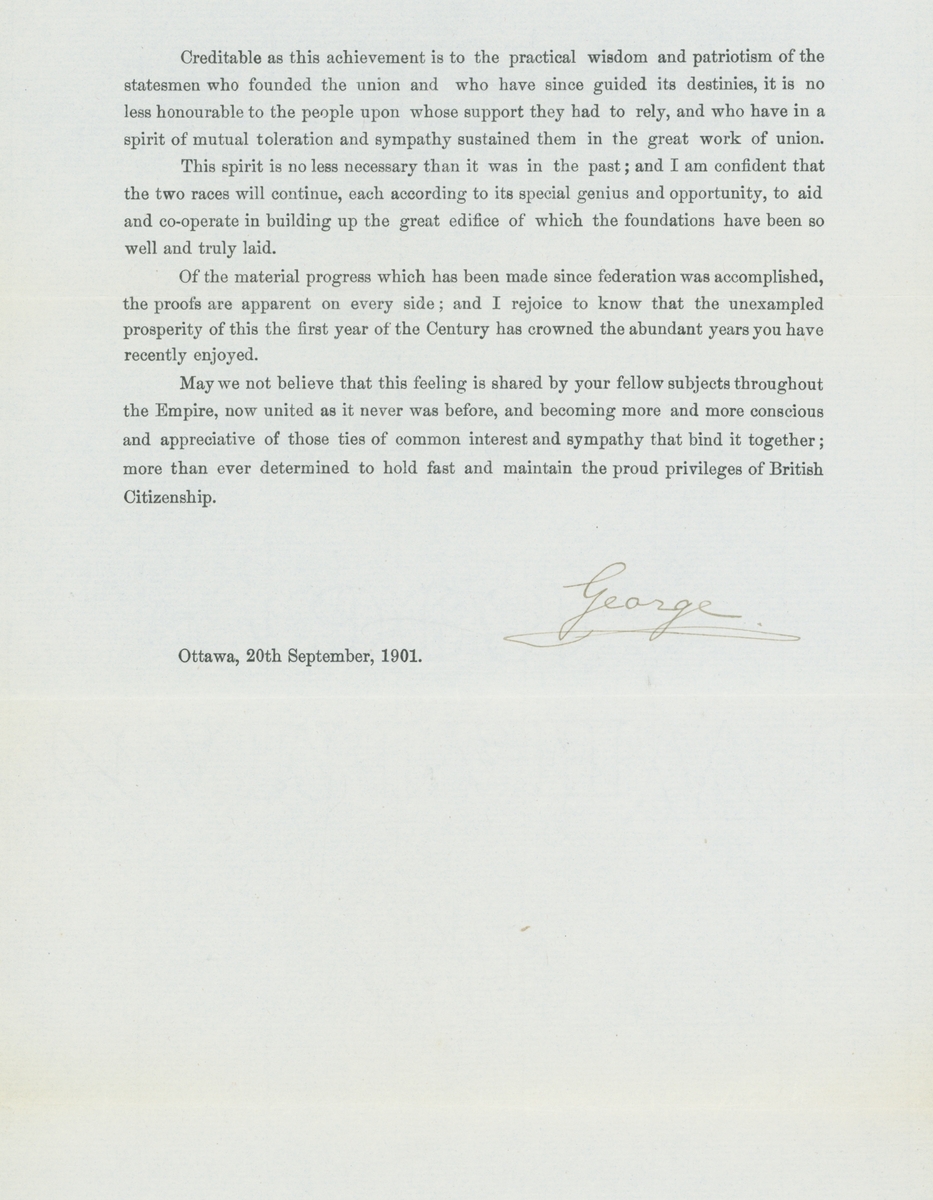 Creditable as this achievement is to the practical wisdom and patriotism of the
statesmen who founded the union and who have since guided its destinies, it is no
less honourable to the people upon whose support they had to rely, and who have in a
spirit of mutual toleration and sympathy sustained them in the great work of union.
This spirit is no less necessary than it was in the past; and I am confident that
the two races will continue, each according to its special genius and opportunity, to aid
and co-operate in building up the great edifice of which the foundations have been so
well and truly laid.
Of the material progress which has been made since federation was accomplished,
the proofs are apparent on every side; and I rejoice to know that the unexampled
prosperity of this the first year of the Century has crowned the abundant years you have
recently enjoyed.
May we not believe that this feeling is shared by your fellow subjects throughout
the Empire, now united as it never was before, and becoming more and more conscious
and appreciative of those ties of common interest and sympathy that bind it together;
more than ever determined to hold fast and maintain the proud privileges of British
Citizenship.
George.
Ottawa, 20th September, 1901.